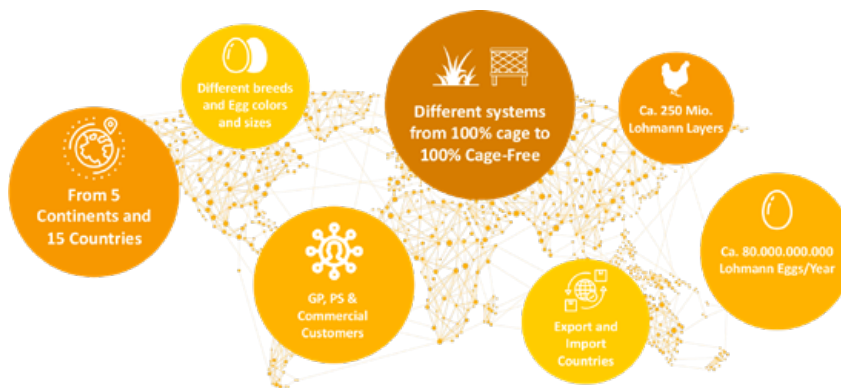 From 5
Continents and
15 Countries
Different breeds
and Egg colors
and sizes
GP, PS &
Commercial
Customers
Different systems
from 100% cage to
100% Cage-Free
Export and
Import
Countries
Ca. 250 Mio.
Lohmann Layers
Ca. 80.000.000.000
Lohmann Eggs/Year